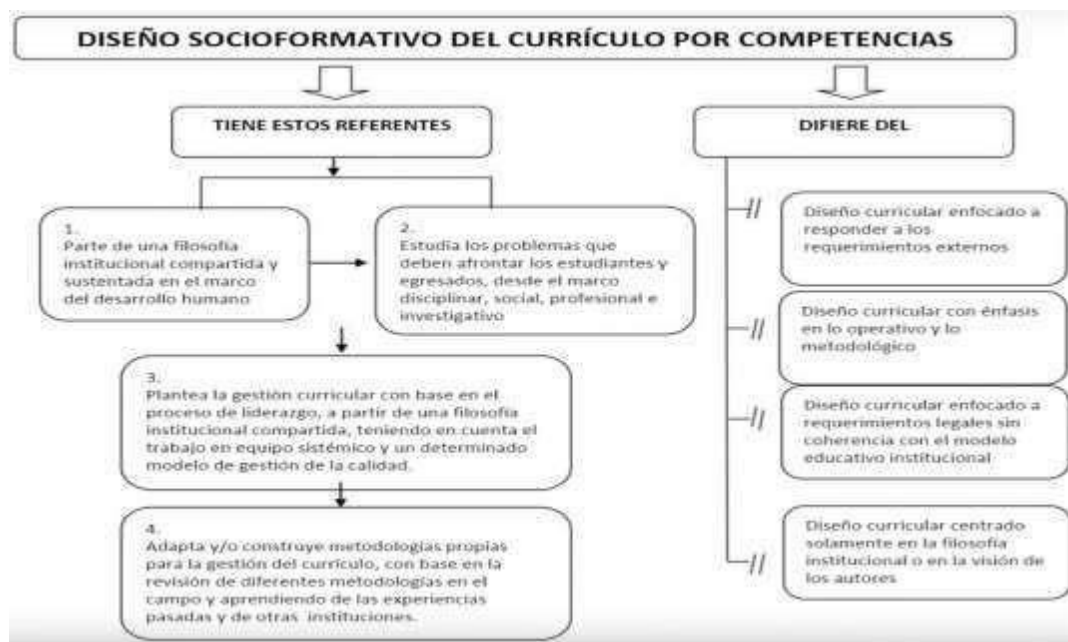 DISEÑO SOCIOFORMATIVO DEL CURRÍCULO POR COMPETENCIAS
TIENE ESTOS REFERENTES
1.
Parte de una filosofía
institucional compartida y
sustentada en el marco
del desarrollo humano
2.
Estudia los problemas que
deben afrontar los estudiantes y
egresados, desde el marco
disciplinar, social, profesional e
investigativo
3.
Plantea la gestión curricular con base en el
proceso de liderazgo, a partir de una filosofía
institucional compartida, teniendo en cuenta el
trabajo en equipo sistémico y un determinado
modelo de gestión de la calidad.
4.
Adapta y/o construye metodologías propias
para la gestión del currículo, con base en la
revisión de diferentes metodologías en el
campo y aprendiendo de las experiencias
pasadas y de otras instituciones.
DIFIERE DEL
Diseño curricular enfocado a
responder a los
requerimientos externos
Diseño curricular con énfasis
en lo operativo y lo
metodológico
Diseño curricular enfocado a
requerimientos legales sin
coherencia con el modelo
educativo institucional
Diseño curricular centrado
solamente en la filosofía
institucional o en la visión de
los autores